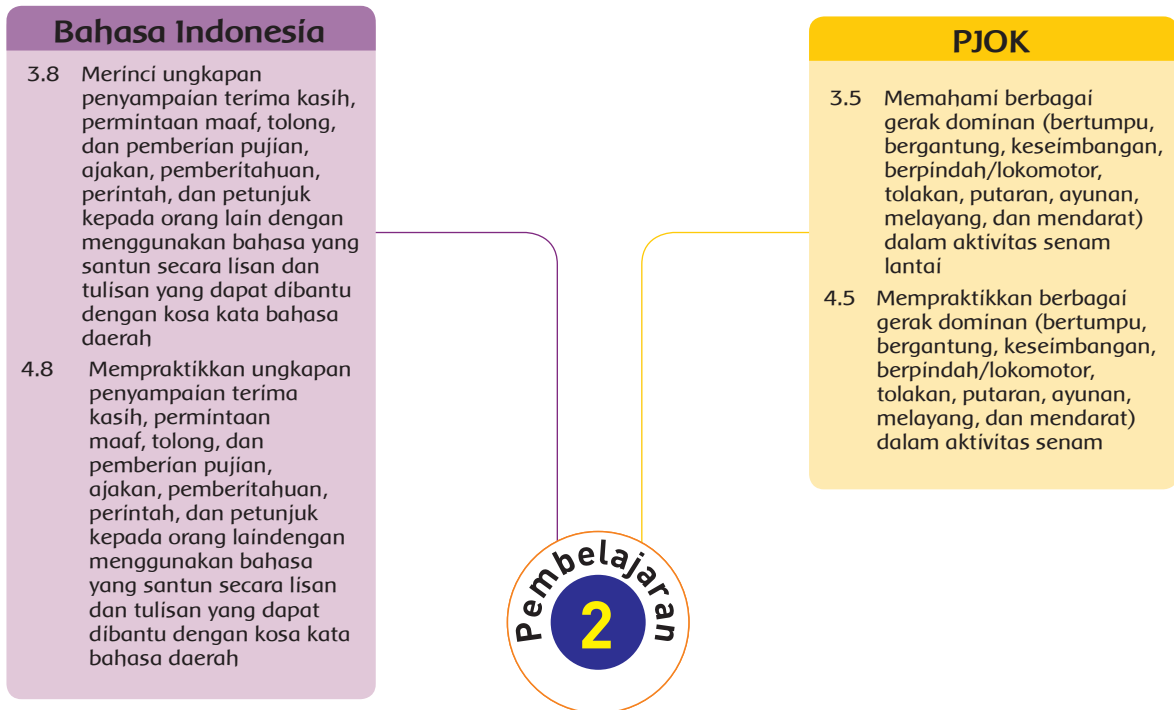 Bahasa Indonesia
3.8 Merinci ungkapan
penyampaian terima kasih,
permintaan maaf, tolong,
dan pemberian pujian,
ajakan, pemberitahuan,
perintah, dan petunjuk
kepada orang lain dengan
menggunakan bahasa yang
santun secara lisan dan
tulisan yang dapat dibantu
dengan kosa kata bahasa
daerah
4.8 Mempraktikkan ungkapan
penyampaian terima
kasih, permintaan
maaf, tolong, dan
pemberian pujian,
ajakan, pemberitahuan,
perintah, dan petunjuk
kepada orang laindengan
menggunakan bahasa
yang santun secara lisan
dan tulisan yang dapat
dibantu dengan kosa kata
bahasa daerah
PJOK
3.5 Memahami berbagai
gerak dominan (bertumpu,
bergantung, keseimbangan,
berpindah/lokomotor,
tolakan, putaran, ayunan,
melayang, dan mendarat)
dalam aktivitas senam
lantai
4.5 Mempraktikkan berbagai
gerak dominan (bertumpu,
bergantung, keseimbangan,
berpindah/lokomotor,
tolakan, putaran, ayunan,
melayang, dan mendarat)
dalam aktivitas senam
Pembelajaran
2